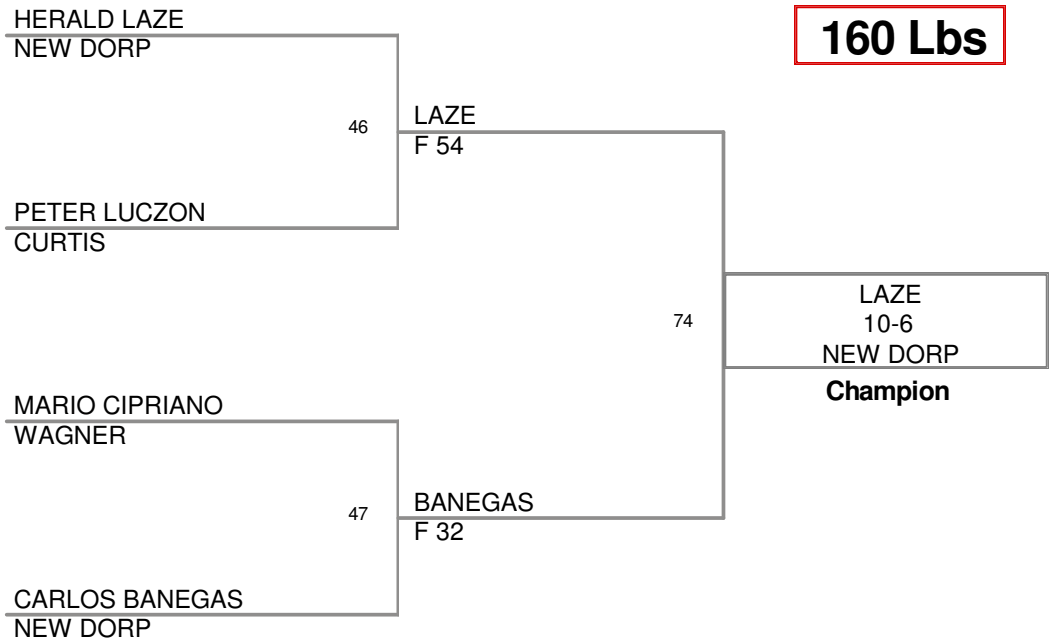 HERALD LAZE
NEW DORP
160 Lbs
46
LAZE
F 54
PETER LUCZON
CURTIS
74
LAZE
10-6
NEW DORP
Champion
MARIO CIPRIANO
WAGNER
47
BANEGAS
F 32
CARLOS BANEGAS
NEW DORP